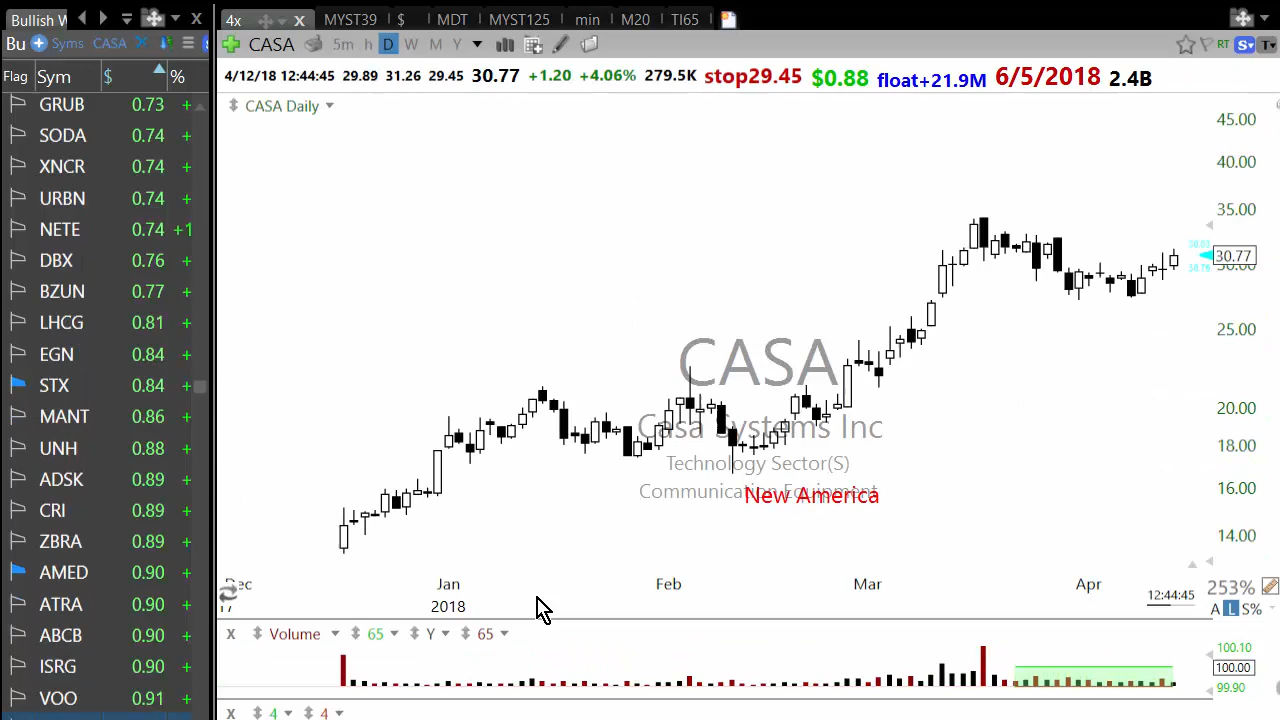 Bullish W
4x MYST39 $ MDT MYST125 min M20 TI65
Bu Syms CASA
CASA 5m h D W M Y RT S T
Flag Sym $ %
4/12/18 12:44:45 29.89 31.26 29.45 30.77 +1.20 +4.06% 279.5K stop29.45 $0.88 float+21.9M 6/5/2018 2.4B
CASA Daily
GRUB 0.73 +
SODA 0.74 +
XNCR 0.74 +
URBN 0.74 +
NETE 0.74 +1
DBX 0.76 +
BZUN 0.77 +
LHCG 0.81 +
EGN 0.84 +
STX 0.84 +
MANT 0.86 +
UNH 0.88 +
ADSK 0.89 +
CRI 0.89 +
ZBRA 0.89 +
AMED 0.90 +
ATRA 0.90 +
ABCB 0.90 +
ISRG 0.90 +
VOO 0.91 +
45.00
40.00
35.00
30.77
30.00
25.00
20.00
18.00
16.00
14.00
CASA
Casa Systems Inc
Technology Sector(S)
Communication Equipment
New America
Dec Jan Feb Mar Apr
17 2018
253%
12:44:45
A L S%
X Volume 65 Y 65
100.10
100.00
99.90
X 4 4